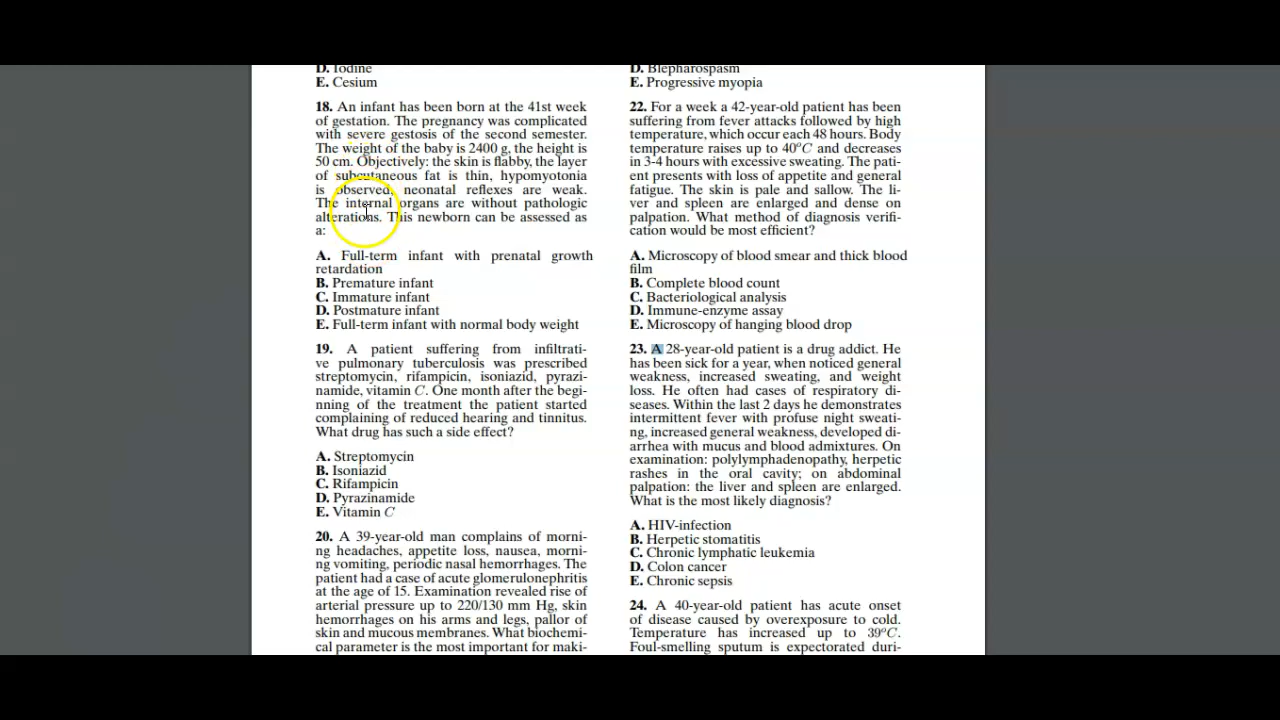 D. Iodine
E. Cesium
18. An infant has been born at the 41st week
of gestation. The pregnancy was complicated
with severe gestosis of the second semester.
The weight of the baby is 2400 g, the height is
50 cm. Objectively: the skin is flabby, the layer
of subcutaneous fat is thin, hypomyotonia
is observed, neonatal reflexes are weak.
The internal organs are without pathologic
alterations. This newborn can be assessed as
a:
A. Full-term infant with prenatal growth
retardation
B. Premature infant
C. Immature infant
D. Postmature infant
E. Full-term infant with normal body weight
19. A patient suffering from infiltrati-
ve pulmonary tuberculosis was prescribed
streptomycin, rifampicin, isoniazid, pyrazi-
namide, vitamin C. One month after the begi-
nning of the treatment the patient started
complaining of reduced hearing and tinnitus.
What drug has such a side effect?
A. Streptomycin
B. Isoniazid
C. Rifampicin
D. Pyrazinamide
E. Vitamin C
20. A 39-year-old man complains of morni-
ng headaches, appetite loss, nausea, morni-
ng vomiting, periodic nasal hemorrhages. The
patient had a case of acute glomerulonephritis
at the age of 15. Examination revealed rise of
arterial pressure up to 220/130 mm Hg, skin
hemorrhages on his arms and legs, pallor of
skin and mucous membranes. What biochemi-
cal parameter is the most important for maki-
D. Blepharospasm
E. Progressive myopia
22. For a week a 42-year-old patient has been
suffering from fever attacks followed by high
temperature, which occur each 48 hours. Body
temperature raises up to 40°C and decreases
in 3-4 hours with excessive sweating. The pati-
ent presents with loss of appetite and general
fatigue. The skin is pale and sallow. The li-
ver and spleen are enlarged and dense on
palpation. What method of diagnosis verifi-
cation would be most efficient?
A. Microscopy of blood smear and thick blood
film
B. Complete blood count
C. Bacteriological analysis
D. Immune-enzyme assay
E. Microscopy of hanging blood drop
23. A 28-year-old patient is a drug addict. He
has been sick for a year, when noticed general
weakness, increased sweating, and weight
loss. He often had cases of respiratory di-
seases. Within the last 2 days he demonstrates
intermittent fever with profuse night sweati-
ng, increased general weakness, developed di-
arrhea with mucus and blood admixtures. On
examination: polylymphadenopathy, herpetic
rashes in the oral cavity; on abdominal
palpation: the liver and spleen are enlarged.
What is the most likely diagnosis?
A. HIV-infection
B. Herpetic stomatitis
C. Chronic lymphatic leukemia
D. Colon cancer
E. Chronic sepsis
24. A 40-year-old patient has acute onset
of disease caused by overexposure to cold.
Temperature has increased up to 39°C.
Foul-smelling sputum is expectorated duri-